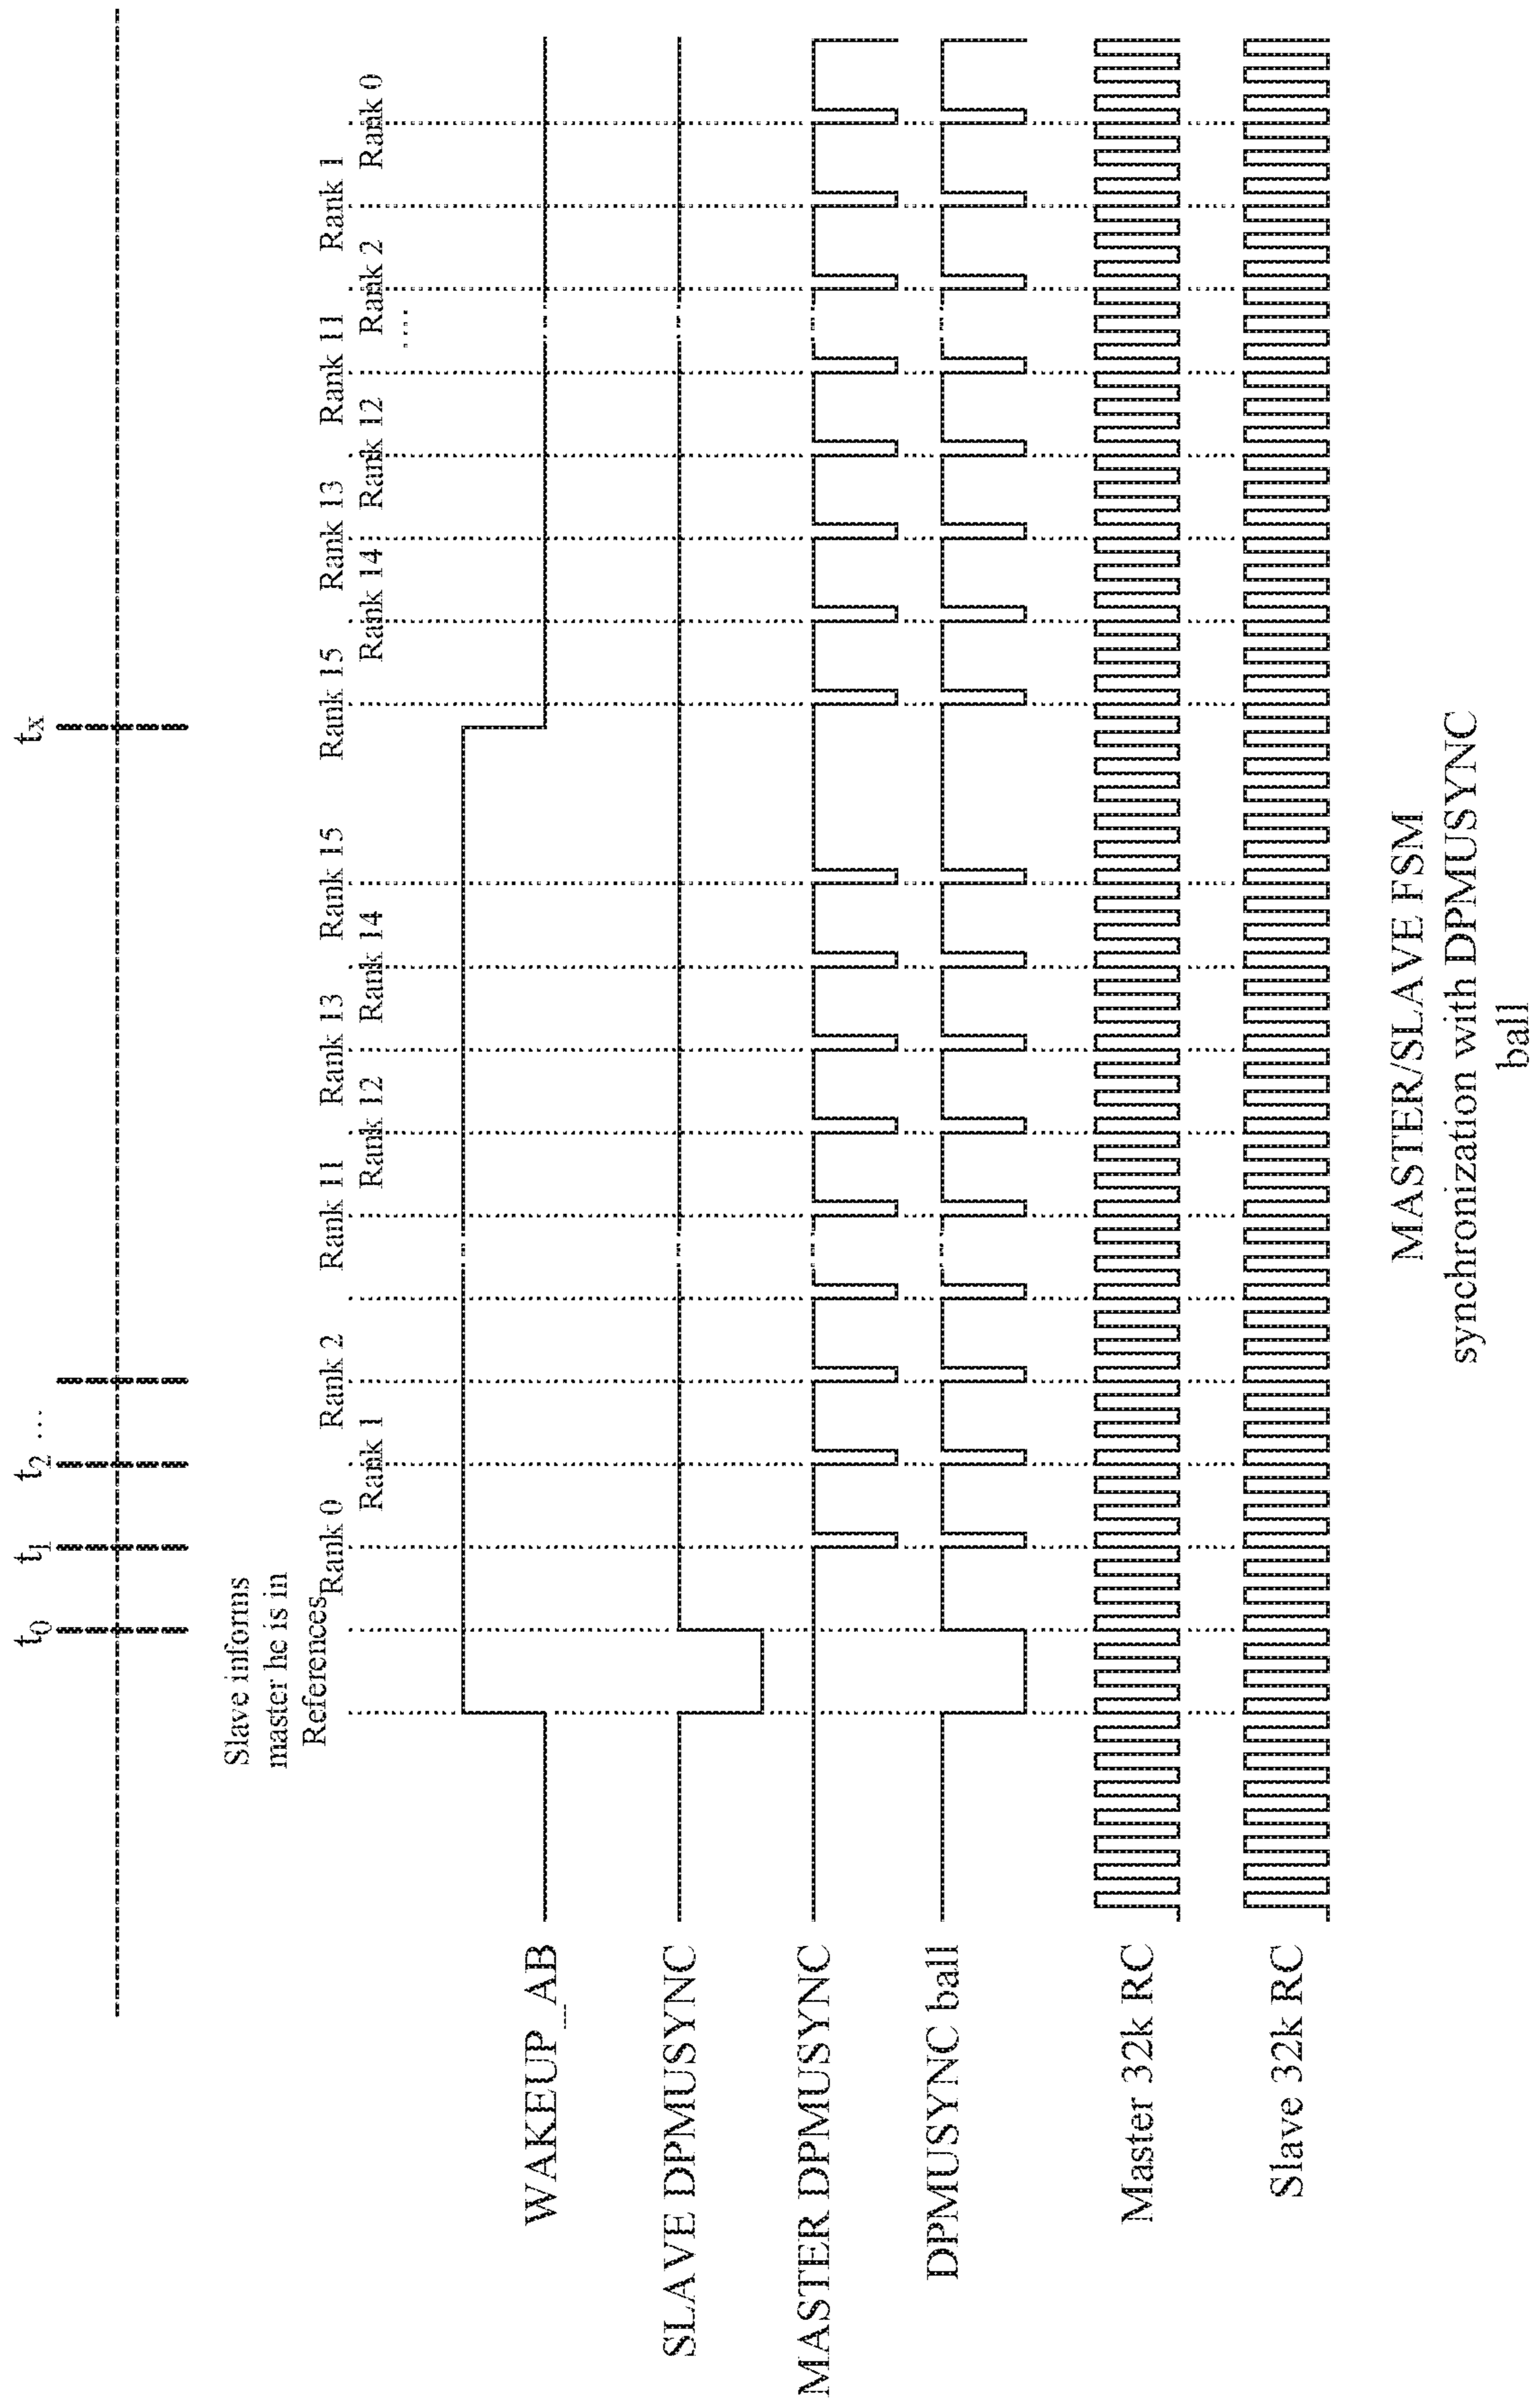 t0 t1 t2 ... tx
Slave informs
master he is in
References
Rank 0 Rank 2 Rank 11 Rank 13 Rank 15 Rank 15 Rank 13 Rank 11 Rank 1
Rank 1 Rank 12 Rank 14 Rank 14 Rank 12 Rank 2 Rank 0
....
WAKEUP_AB
SLAVE DPMUSYNC
MASTER DPMUSYNC
DPMUSYNC ball
Master 32k RC
Slave 32k RC
MASTER/SLAVE FSM
synchronization with DPMUSYNC
ball